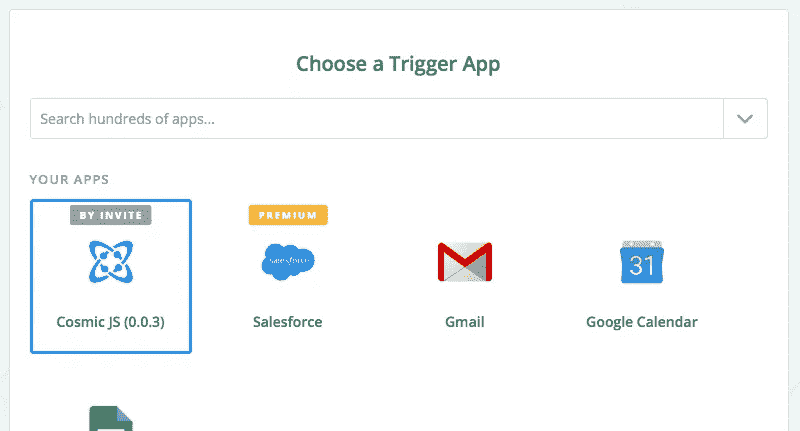 Choose a Trigger App
Search hundreds of apps...
YOUR APPS
BY INVITE
PREMIUM
salesforce
31
Cosmic JS (0.0.3)
Salesforce
Gmail
Google Calendar